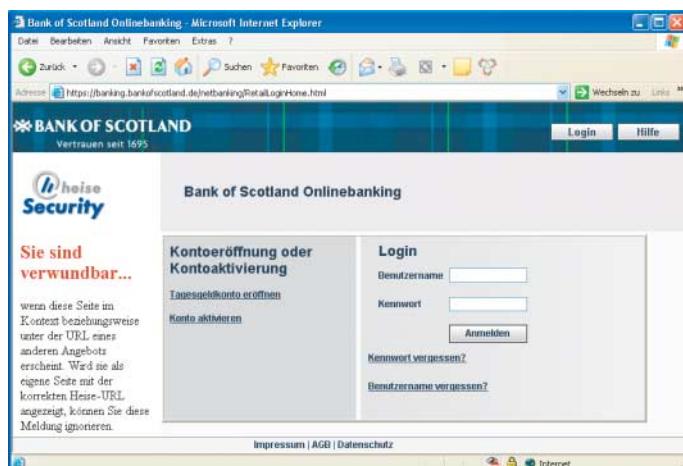 Bank of Scotland Onlinebanking - Microsoft Internet Explorer
Datei Bearbeiten Ansicht Favoriten Extras ?
Zurück Suchen Favoriten
Adresse https://banking.bankofscotland.de/netbanking/RetailLoginHome.html Wechseln zu Links »
BANK OF SCOTLAND
Vertrauen seit 1695
Login Hilfe
heise
Security
Bank of Scotland Onlinebanking
Sie sind
verwundbar...
wenn diese Seite im
Kontext beziehungsweise
unter der URL eines
anderen Angebots
erscheint. Wird sie als
eigene Seite mit der
korrekten Heise-URL
angezeigt, können Sie diese
Meldung ignorieren.
Kontoeröffnung oder
Kontoaktivierung
Tagesgeldkonto eröffnen
Konto aktivieren
Login
Benutzername
Kennwort
Anmelden
Kennwort vergessen?
Benutzername vergessen?
Impressum | AGB | Datenschutz
Internet